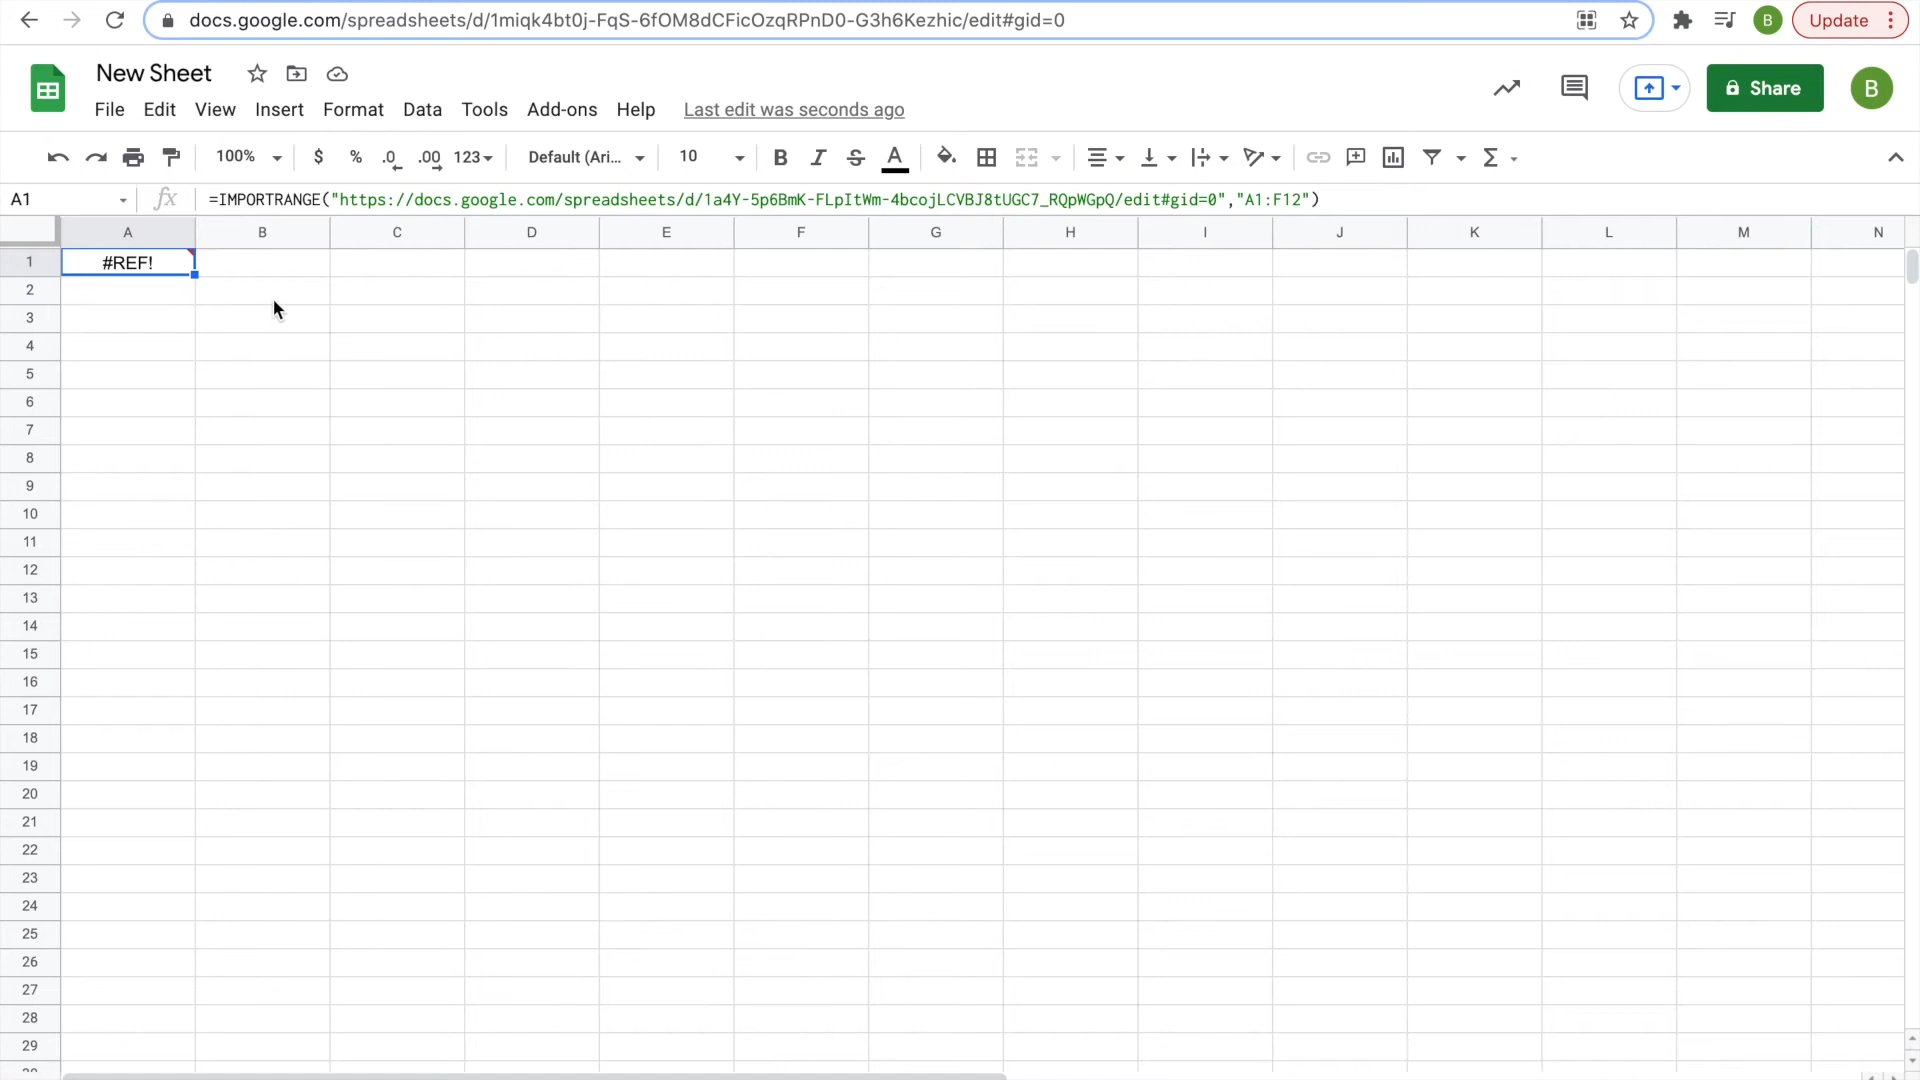 docs.google.com/spreadsheets/d/1miqk4bt0j-FqS-6fOM8dCFicOzqRPnD0-G3h6Kezhic/edit#gid=0
B
Update
New Sheet
File Edit View Insert Format Data Tools Add-ons Help Last edit was seconds ago
Share
B
100% $ % .0 .00 123 Default (Ari... 10 B I S A Σ
A1 fx =IMPORTRANGE("https://docs.google.com/spreadsheets/d/1a4Y-5p6BmK-FLpItWm-4bcojLCVBJ8tUGC7_RQpWGpQ/edit#gid=0","A1:F12")
A B C D E F G H I J K L M N
1 #REF!
2
3
4
5
6
7
8
9
10
11
12
13
14
15
16
17
18
19
20
21
22
23
24
25
26
27
28
29